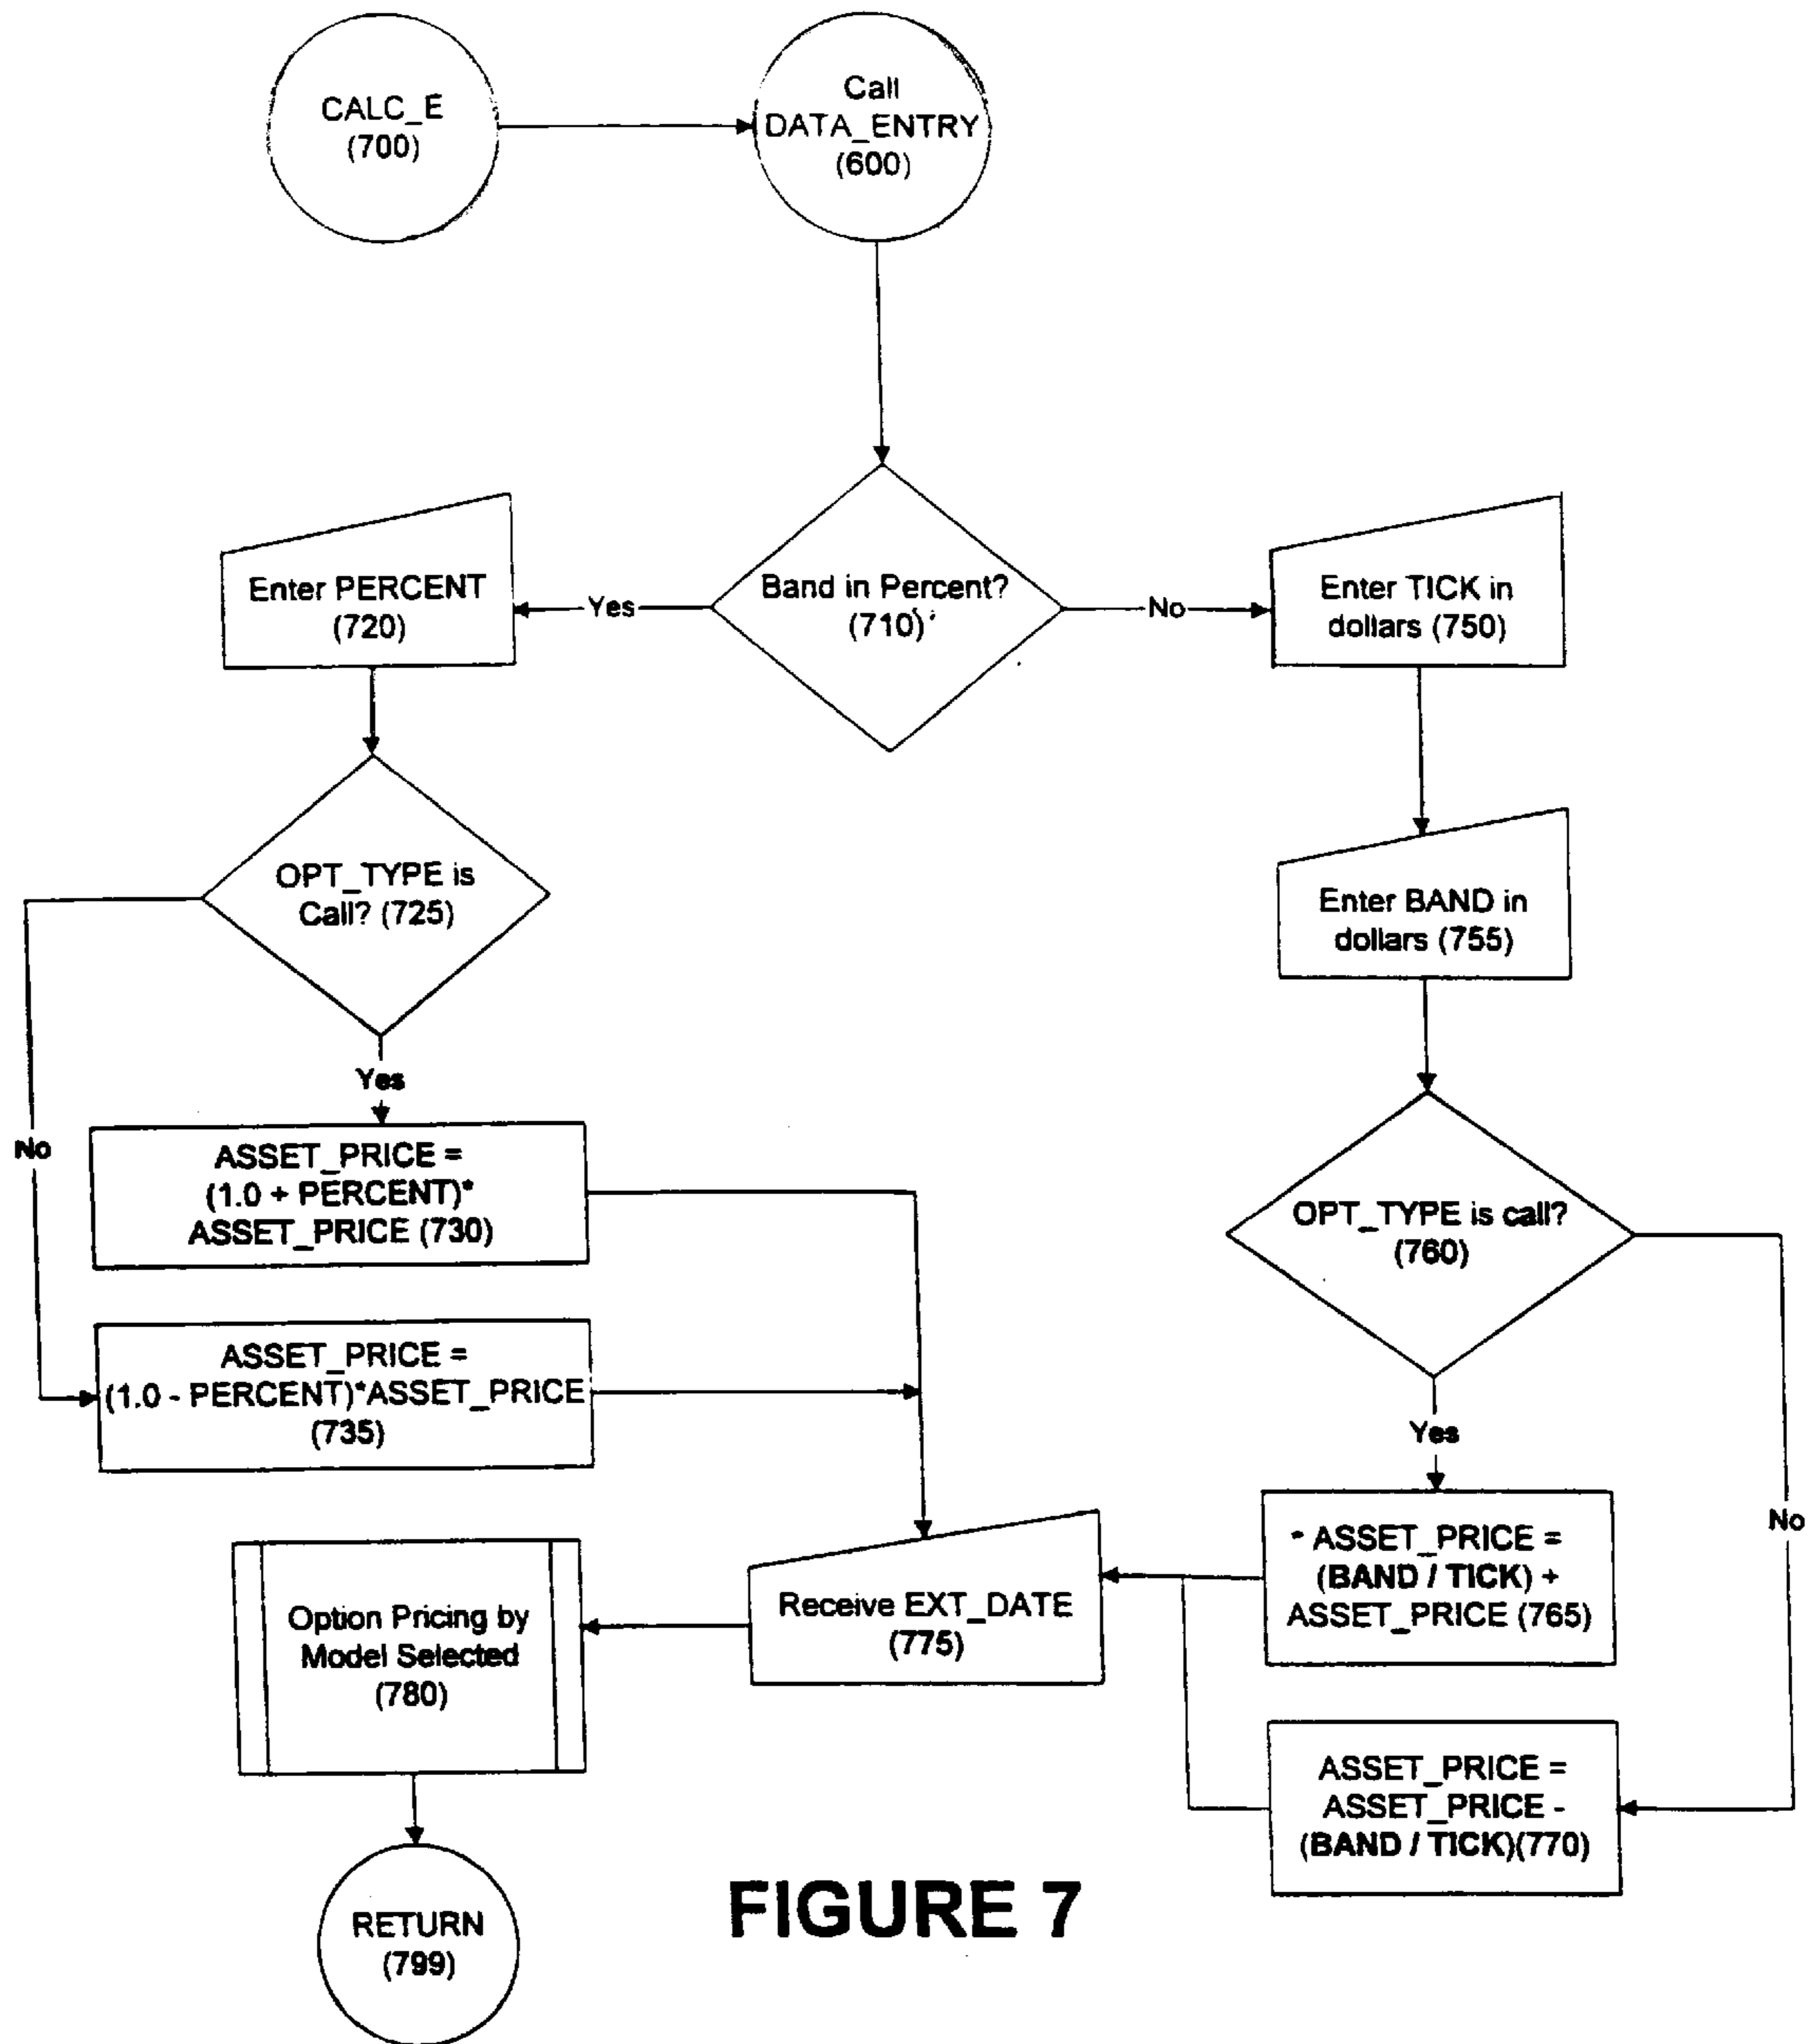 CALC_E
(700)
Call
DATA_ENTRY
(600)
Band in Percent?
(710)
Yes
No
Enter PERCENT
(720)
Enter TICK in
dollars (750)
OPT_TYPE is
Call? (725)
Enter BAND in
dollars (755)
Yes
No
ASSET_PRICE =
(1.0 + PERCENT)*
ASSET_PRICE (730)
OPT_TYPE is call?
(760)
ASSET_PRICE =
(1.0 - PERCENT)*ASSET_PRICE
(735)
Yes
No
ASSET_PRICE =
(BAND / TICK) +
ASSET_PRICE (765)
Receive EXT_DATE
(775)
Option Pricing by
Model Selected
(780)
ASSET_PRICE =
ASSET_PRICE -
(BAND / TICK)(770)
RETURN
(799)
FIGURE 7